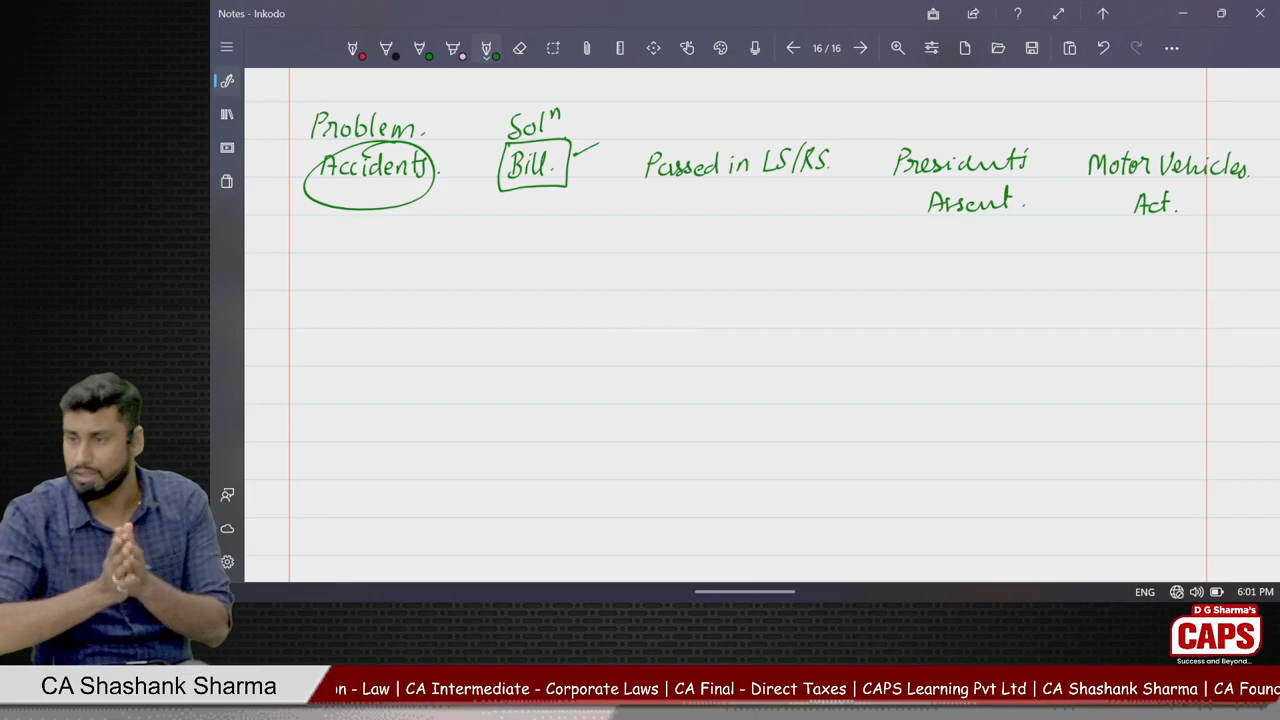 Notes - Inkodo
16/16
Problem. Solⁿ
Accidents. Bill. Passed in LS/RS. President's Motor Vehicles.
Assent. Act.
ENG 6:01 PM
D G Sharma's
CAPS
Success and Beyond...
CA Shashank Sharma
n - Law | CA Intermediate - Corporate Laws | CA Final - Direct Taxes | CAPS Learning Pvt Ltd | CA Shashank Sharma | CA Foun